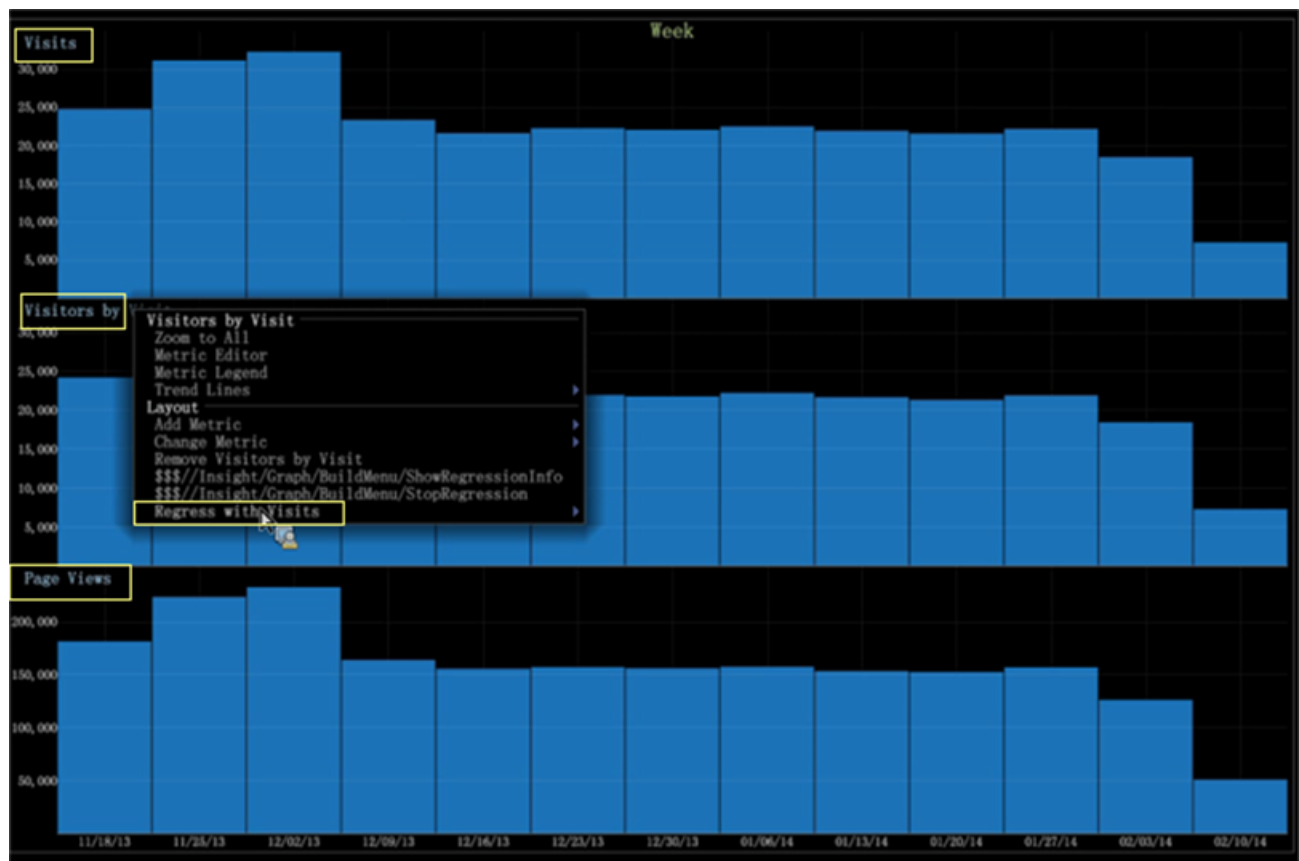 Week
Visits
30,000
25,000
20,000
15,000
10,000
5,000
Visitors by
30,000
25,000
20,000
15,000
10,000
5,000
Visitors by Visit
Zoom to All
Metric Editor
Metric Legend
Trend Lines
Layout
Add Metric
Change Metric
Remove Visitors by Visit
$$$//Insight/Graph/BuildMenu/ShowRegressionInfo
$$$//Insight/Graph/BuildMenu/StopRegression
Regress with Visits
Page Views
200,000
150,000
100,000
50,000
11/18/13 11/25/13 12/02/13 12/09/13 12/16/13 12/23/13 12/30/13 01/06/14 01/13/14 01/20/14 01/27/14 02/03/14 02/10/14